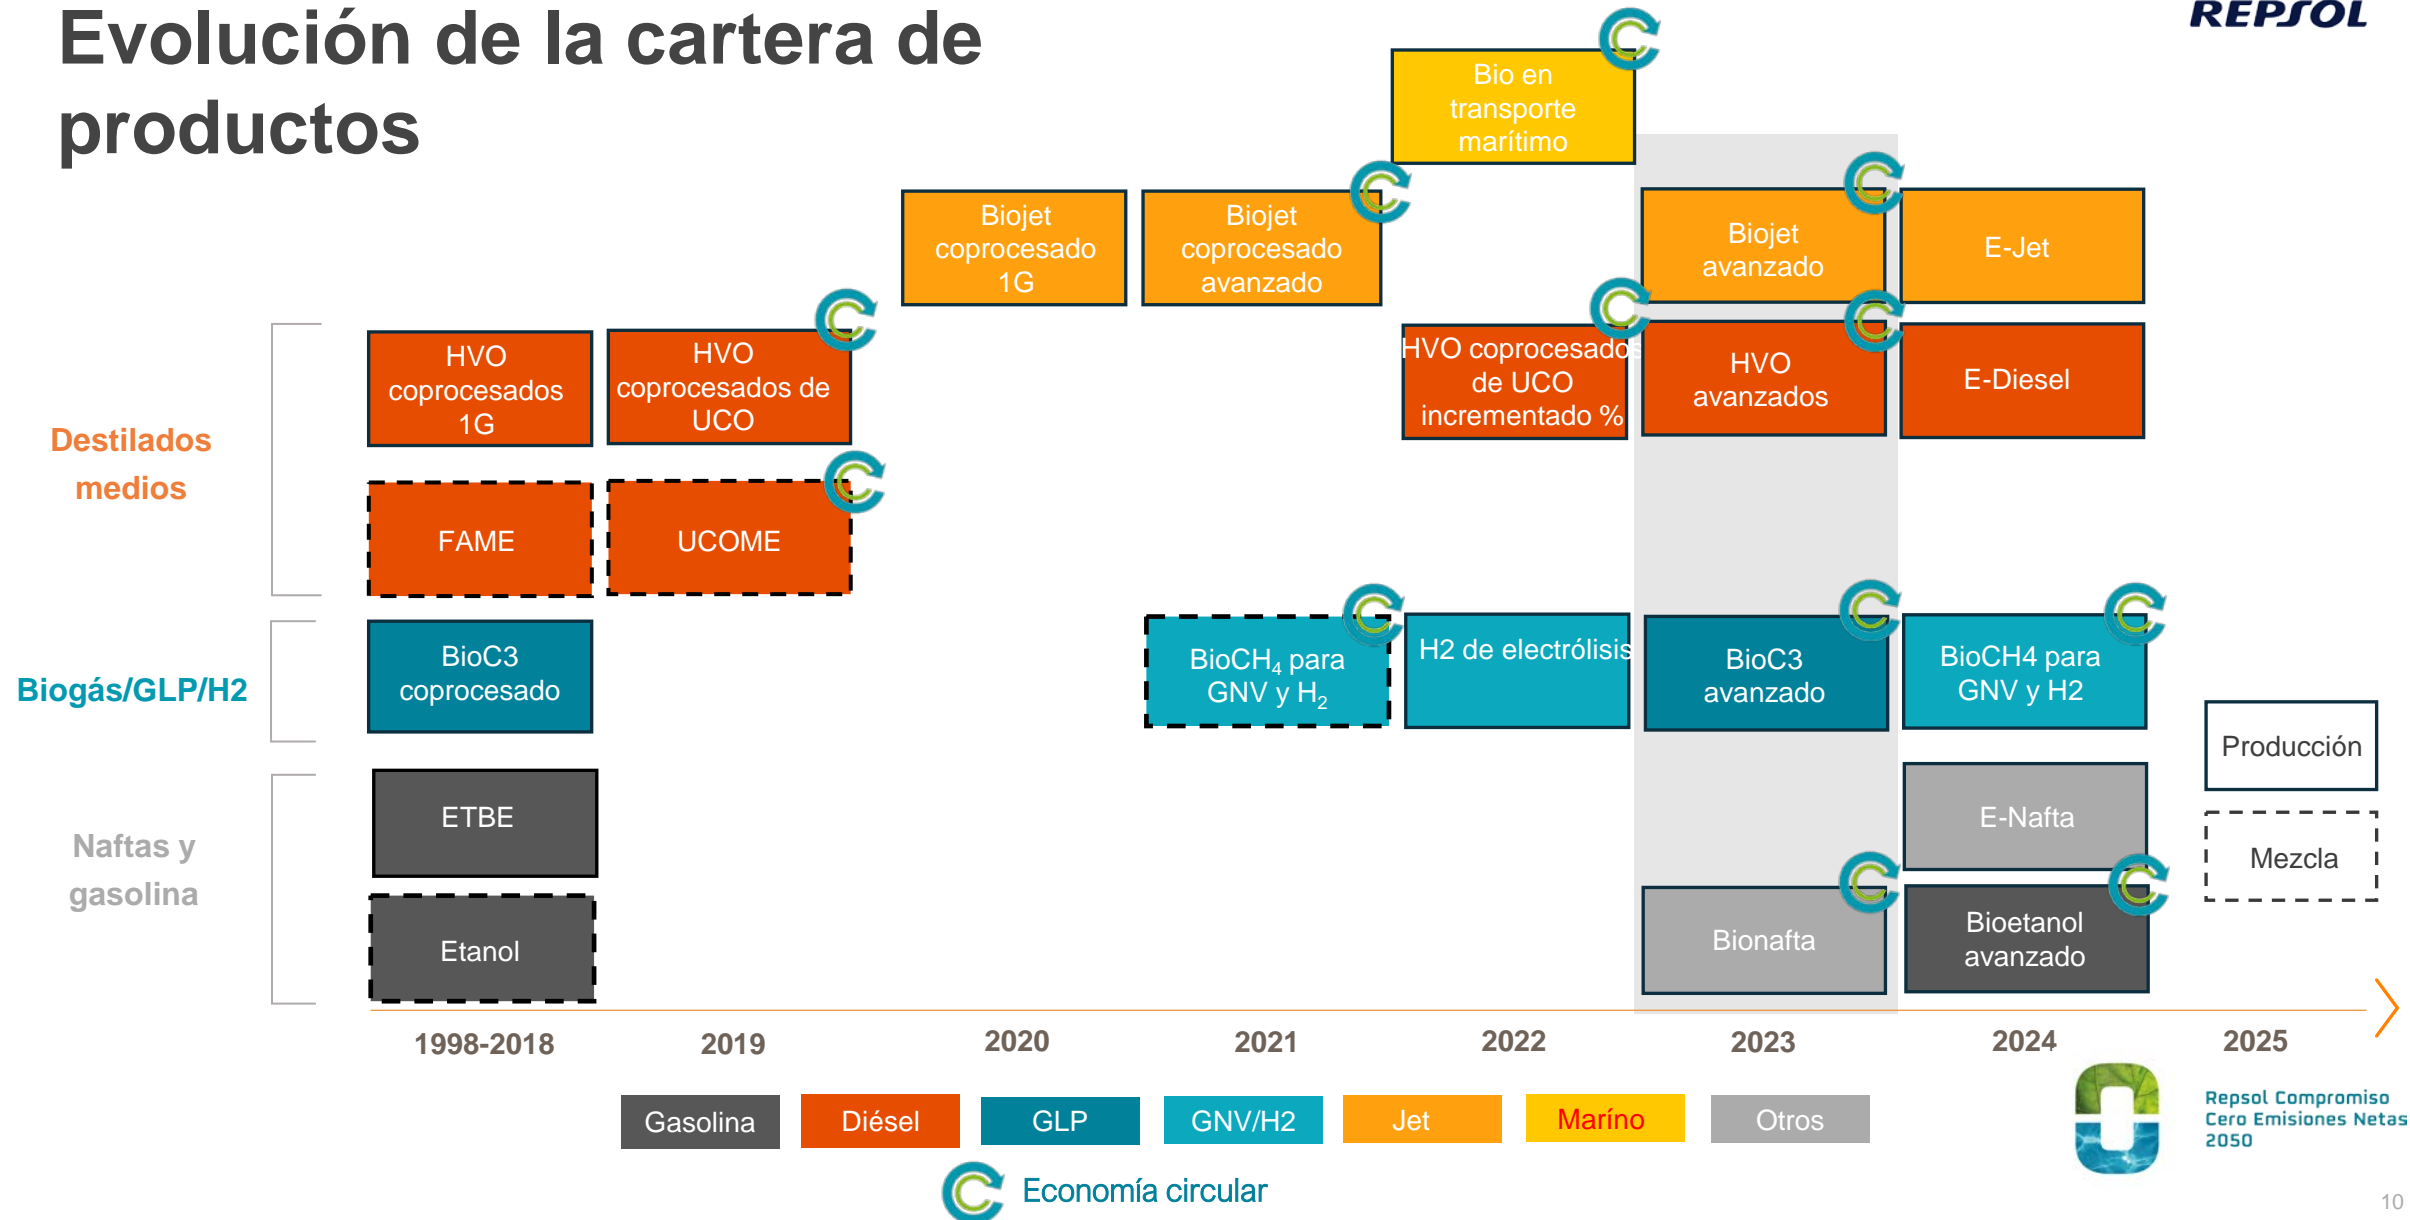 Evolución de la cartera de
productos
REPSOL
Bio en
transporte
marítimo
Biojet
coprocesado
1G
Biojet
coprocesado
avanzado
Biojet
avanzado
E-Jet
HVO
coprocesados
1G
HVO
coprocesados de
UCO
HVO coprocesados
de UCO
incrementado %
HVO
avanzados
E-Diesel
Destilados
medios
FAME
UCOME
Biogás/GLP/H2
BioC3
coprocesado
BioCH₄ para
GNV y H₂
H2 de electrólisis
BioC3
avanzado
BioCH4 para
GNV y H2
Producción
Mezcla
Naftas y
gasolina
ETBE
E-Nafta
Etanol
Bionafta
Bioetanol
avanzado
1998-2018
2019
2020
2021
2022
2023
2024
2025
Gasolina
Diésel
GLP
GNV/H2
Jet
Maríno
Otros
Economía circular
Repsol Compromiso
Cero Emisiones Netas
2050
10